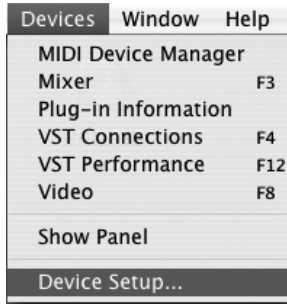 Devices Window Help
MIDI Device Manager
Mixer F3
Plug-in Information
VST Connections F4
VST Performance F12
Video F8
Show Panel
Device Setup...